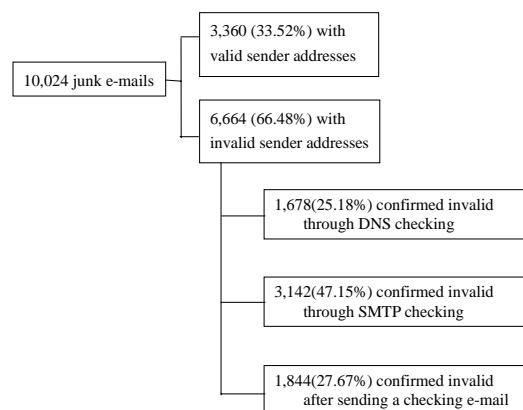 3,360 (33.52%) with
valid sender addresses
10,024 junk e-mails
6,664 (66.48%) with
invalid sender addresses
1,678(25.18%) confirmed invalid
through DNS checking
3,142(47.15%) confirmed invalid
through SMTP checking
1,844(27.67%) confirmed invalid
after sending a checking e-mail